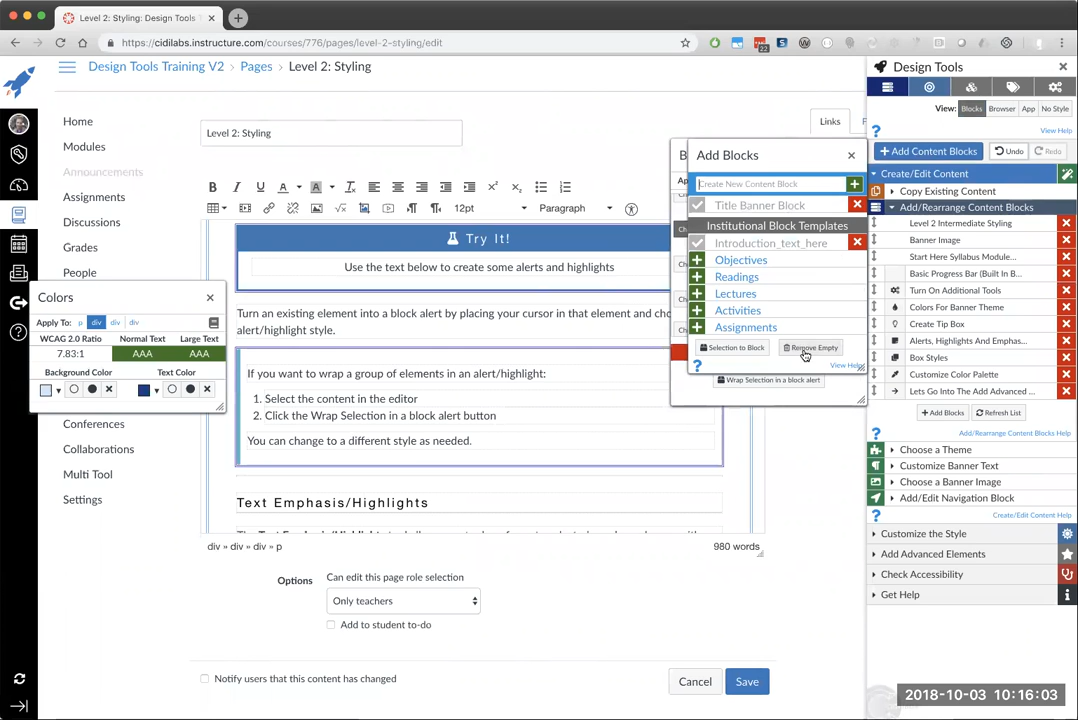 Level 2: Styling: Design Tools T
https://cidilabs.instructure.com/courses/776/pages/level-2-styling/edit
22
Design Tools Training V2 > Pages > Level 2: Styling
Home
Modules
Announcements
Assignments
Discussions
Grades
People
Conferences
Collaborations
Multi Tool
Settings
Level 2: Styling
Links
12pt
Paragraph
Try It!
Use the text below to create some alerts and highlights
Turn an existing element into a block alert by placing your cursor in that element and
alert/highlight style.
If you want to wrap a group of elements in an alert/highlight:
1. Select the content in the editor
2. Click the Wrap Selection in a block alert button
You can change to a different style as needed.
Text Emphasis/Highlights
div » div » div » p
980 words
Options
Can edit this page role selection
Only teachers
Add to student to-do
Notify users that this content has changed
Cancel
Save
Colors
Apply To: p div div div
WCAG 2.0 Ratio Normal Text Large Text
7.83:1 AAA AAA
Background Color Text Color
Add Blocks
Create New Content Block
Title Banner Block
Institutional Block Templates
Introduction_text_here
Objectives
Readings
Lectures
Activities
Assignments
Selection to Block
Remove Empty
View Help
Wrap Selection in a block alert
Design Tools
View: Blocks Browser App No Style
View Help
Add Content Blocks
Undo
Redo
Create/Edit Content
Copy Existing Content
Add/Rearrange Content Blocks
Level 2 Intermediate Styling
Banner Image
Start Here Syllabus Module...
Basic Progress Bar (Built In B...
Turn On Additional Tools
Colors For Banner Theme
Create Tip Box
Alerts, Highlights And Emphas...
Box Styles
Customize Color Palette
Lets Go Into The Add Advanced ...
Add Blocks
Refresh List
Add/Rearrange Content Blocks Help
Choose a Theme
Customize Banner Text
Choose a Banner Image
Add/Edit Navigation Block
Create/Edit Content Help
Customize the Style
Add Advanced Elements
Check Accessibility
Get Help
2018-10-03 10:16:03